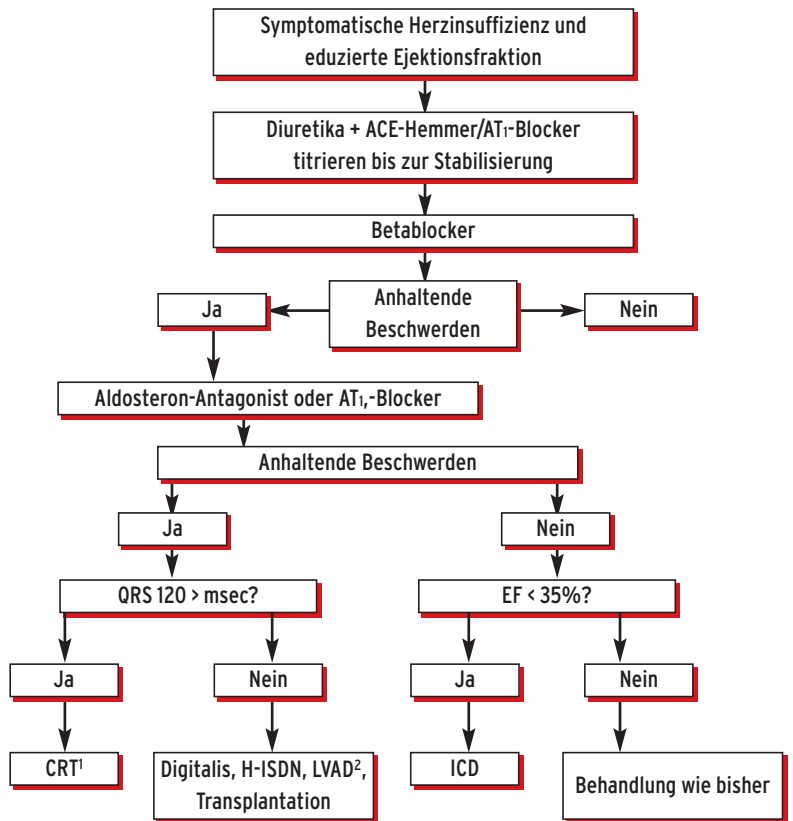 Symptomatische Herzinsuffizienz und
eduzierte Ejektionsfraktion
Diuretika + ACE-Hemmer/AT₁-Blocker
titrieren bis zur Stabilisierung
Betablocker
Ja
Anhaltende
Beschwerden
Nein
Aldosteron-Antagonist oder AT₁,-Blocker
Anhaltende Beschwerden
Ja
Nein
QRS 120 > msec?
EF < 35%?
Ja
Nein
Ja
Nein
CRT¹
Digitalis, H-ISDN, LVAD²,
Transplantation
ICD
Behandlung wie bisher